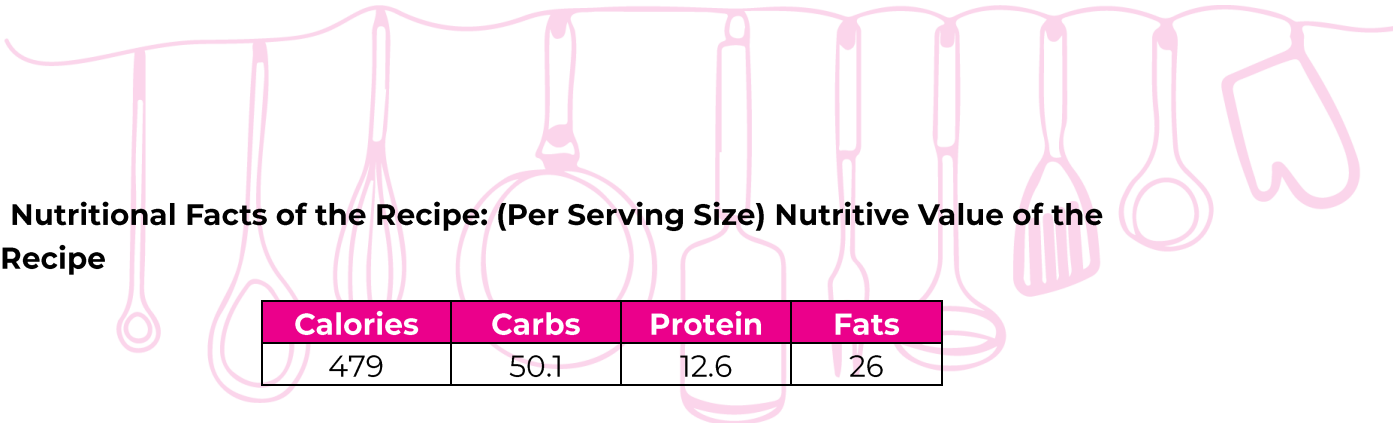 Nutritional Facts of the Recipe: (Per Serving Size) Nutritive Value of the
Recipe
Calories Carbs Protein Fats
479 50.1 12.6 26